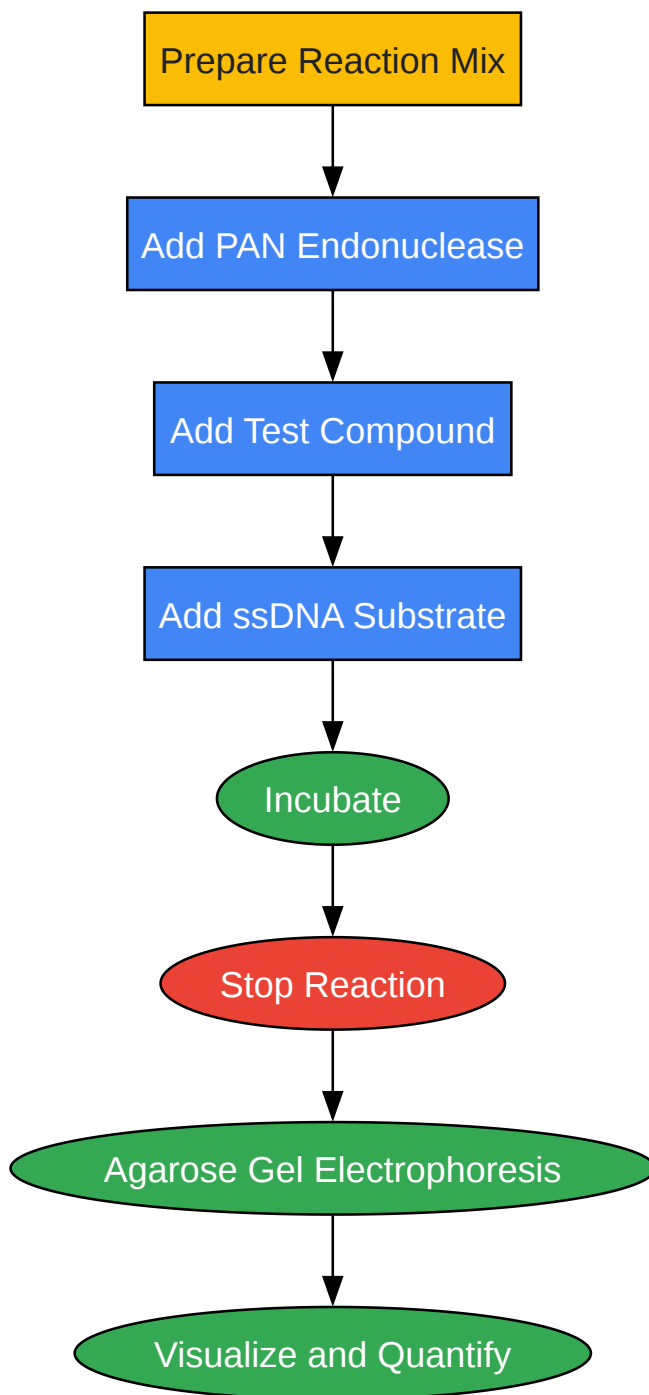 Prepare Reaction Mix
Add PAN Endonuclease
Add Test Compound
Add ssDNA Substrate
Incubate
Stop Reaction
Agarose Gel Electrophoresis
Visualize and Quantify